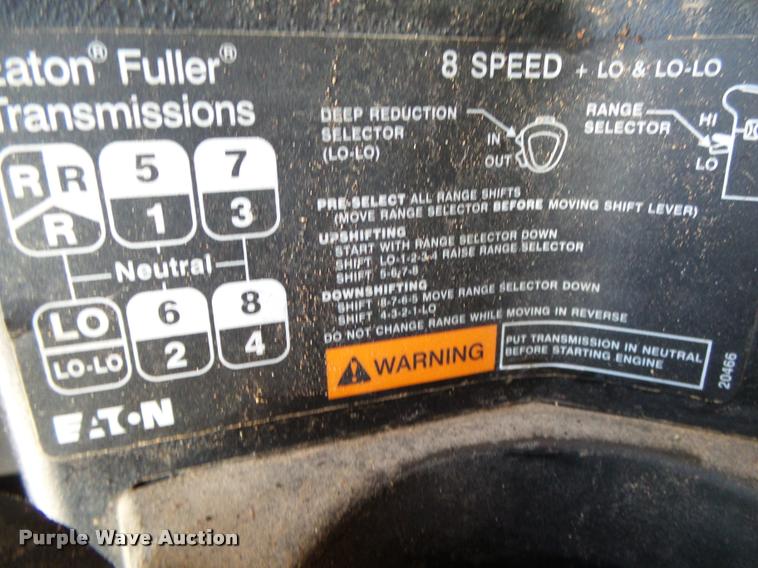 Eaton® Fuller®
Transmissions
8 SPEED + LO & LO-LO
DEEP REDUCTION
SELECTOR
(LO-LO)
IN
OUT
RANGE
SELECTOR
HI
LO
R R
R
5
1
7
3
Neutral
LO
LO-LO
6
2
8
4
PRE-SELECT ALL RANGE SHIFTS
(MOVE RANGE SELECTOR BEFORE MOVING SHIFT LEVER)
UPSHIFTING
START WITH RANGE SELECTOR DOWN
SHIFT LO-1-2-3-4 RAISE RANGE SELECTOR
SHIFT 5-6,7-8
DOWNSHIFTING
SHIFT 8-7-6-5 MOVE RANGE SELECTOR DOWN
SHIFT 4-3-2-1-LO
DO NOT CHANGE RANGE WHILE MOVING IN REVERSE
WARNING
PUT TRANSMISSION IN NEUTRAL
BEFORE STARTING ENGINE
20466
EATON
Purple Wave Auction